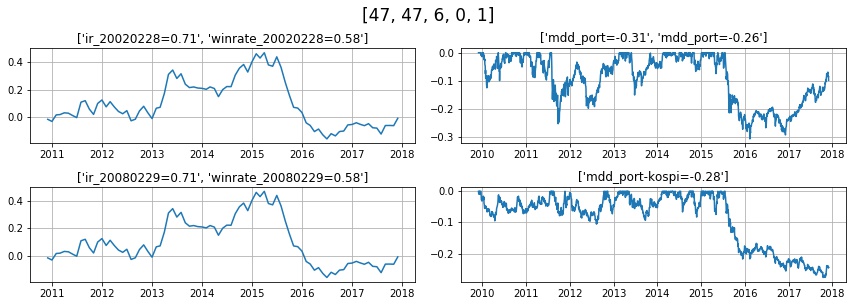 [47, 47, 6, 0, 1]
['ir_20020228=0.71', 'winrate_20020228=0.58']
0.4
0.2
0.0
2011 2012 2013 2014 2015 2016 2017 2018
['mdd_port=-0.31', 'mdd_port=-0.26']
0.0
−0.1
−0.2
−0.3
2010 2011 2012 2013 2014 2015 2016 2017 2018
['ir_20080229=0.71', 'winrate_20080229=0.58']
0.4
0.2
0.0
2011 2012 2013 2014 2015 2016 2017 2018
['mdd_port-kospi=-0.28']
0.0
−0.1
−0.2
2010 2011 2012 2013 2014 2015 2016 2017 2018